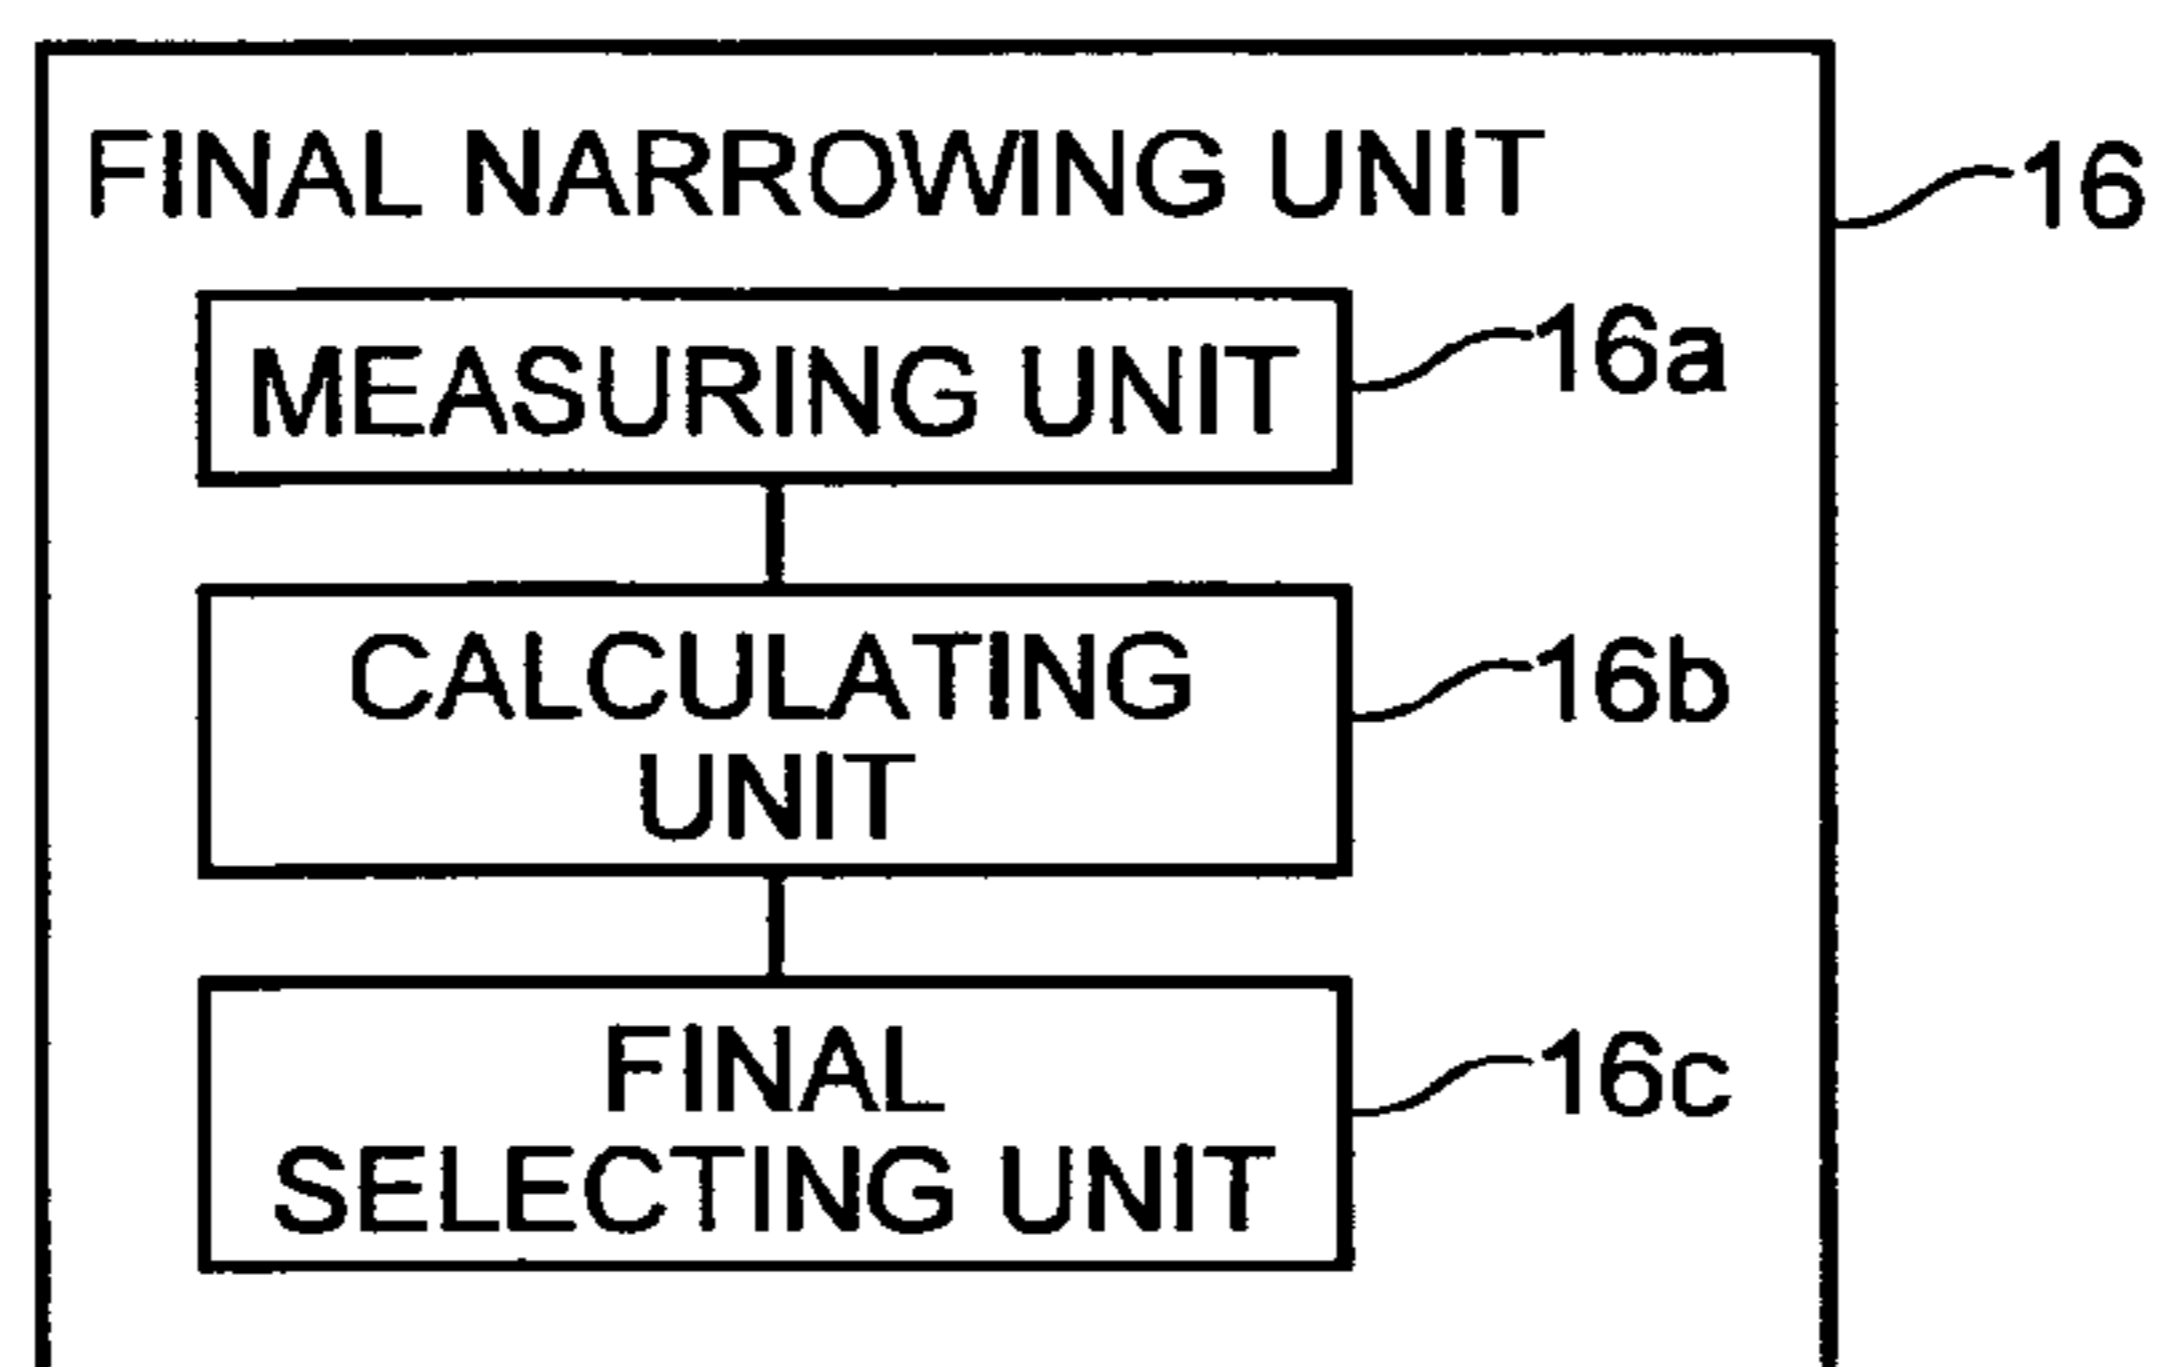 FINAL NARROWING UNIT
16
MEASURING UNIT
16a
CALCULATING
UNIT
16b
FINAL
SELECTING UNIT
16c